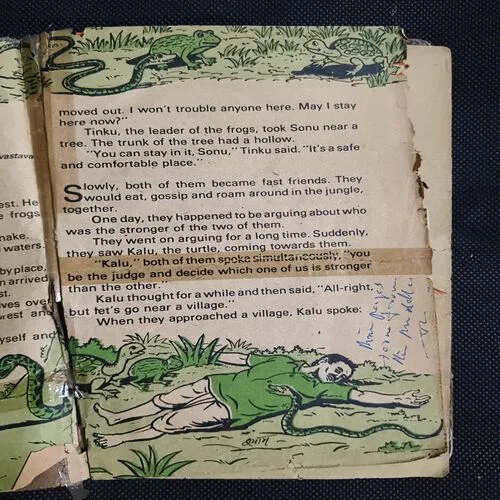 vastava
est. He
e frogs
nake.
waters.
by place,
n arrived
st.
ives over
orest and
yself and
moved out. I won't trouble anyone here. May I stay
here now?"
Tinku, the leader of the frogs, took Sonu near a
tree. The trunk of the tree had a hollow.
"You can stay in it, Sonu," Tinku said. "It's a safe
and comfortable place."
Slowly, both of them became fast friends. They
would eat, gossip and roam around in the jungle,
together.
One day, they happened to be arguing about who
was the stronger of the two of them.
They went on arguing for a long time. Suddenly,
they saw Kalu, the turtle, coming towards them.
"Kalu," both of them spoke simultaneously, "you
be the judge and decide which one of us is stronger
than the other."
Kalu thought for a while and then said, "All-right,
but let's go near a village."
When they approached a village, Kalu spoke: